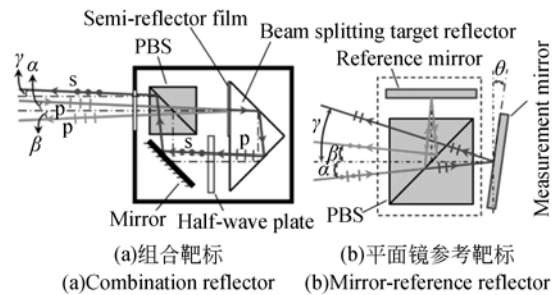 Semi-reflector film
Beam splitting target reflector
PBS
γ α
s
p
p
β
s
p
Mirror
Half-wave plate
(a)组合靶标
(a)Combination reflector
Reference mirror
θ
Measurement mirror
γ
β
α
PBS
(b)平面镜参考靶标
(b)Mirror-reference reflector